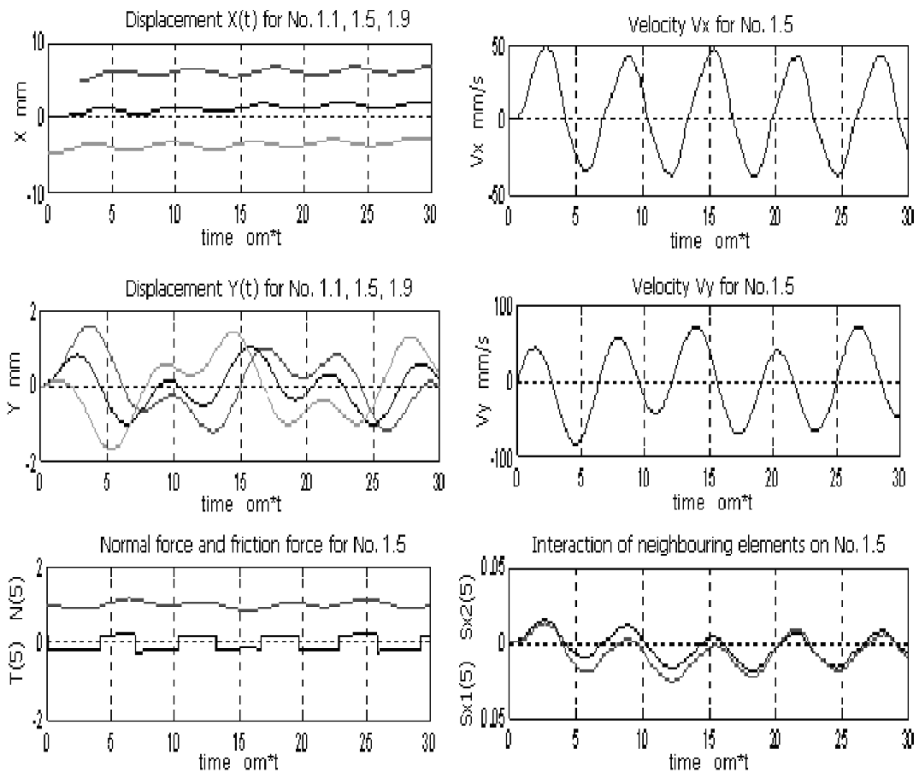 Displacement X(t) for No. 1.1, 1.5, 1.9
10
0
-10
X mm
0 5 10 15 20 25 30
time om*t
Velocity Vx for No.1.5
50
0
-50
Vx mm/s
0 5 10 15 20 25 30
time om*t
Displacement Y(t) for No. 1.1, 1.5, 1.9
2
0
-2
Y mm
0 5 10 15 20 25 30
time om*t
Velocity Vy for No.1.5
100
0
-100
Vy mm/s
0 5 10 15 20 25 30
time om*t
Normal force and friction force for No. 1.5
2
0
-2
T(5) N(5)
0 5 10 15 20 25 30
time om*t
Interaction of neighbouring elements on No.1.5
0.05
0
0.05
Sx1(5) Sx2(5)
0 5 10 15 20 25 30
time om*t